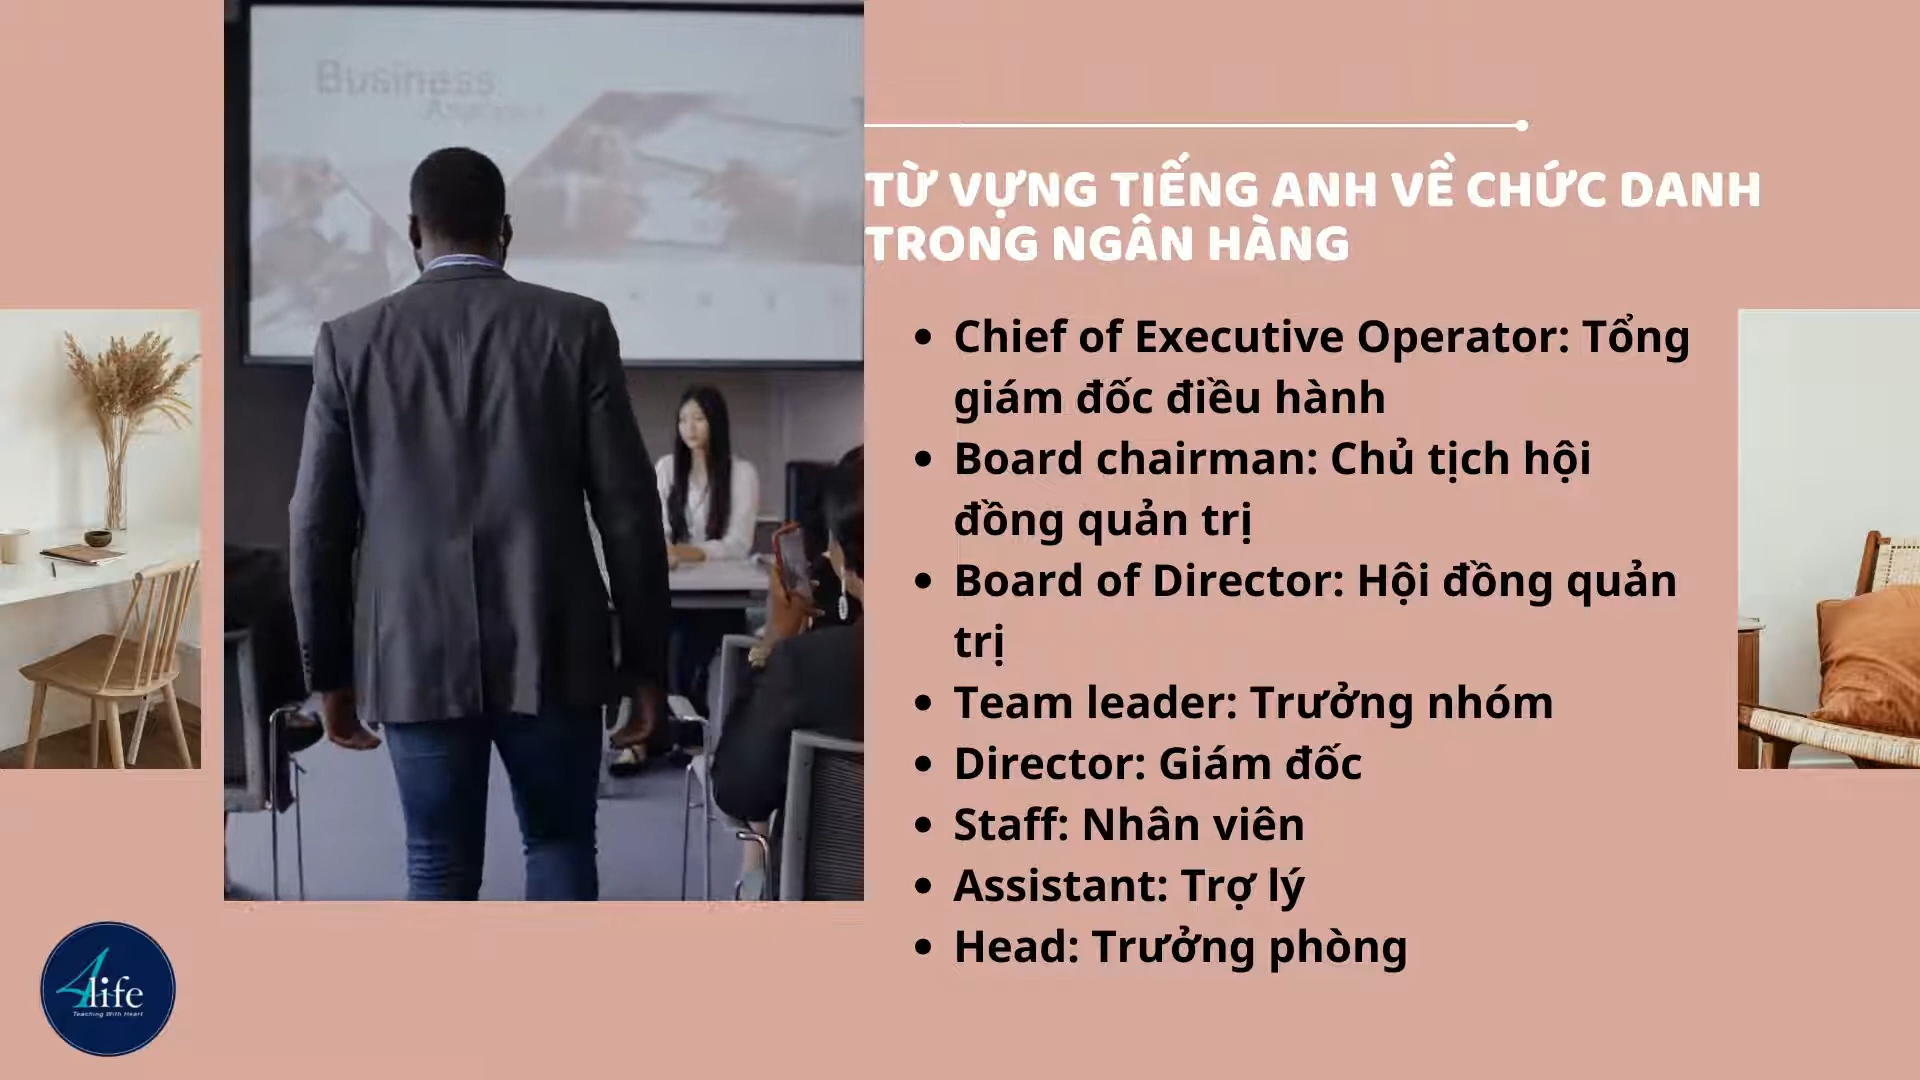 Business
TỪ VỰNG TIẾNG ANH VỀ CHỨC DANH
TRONG NGÂN HÀNG
Chief of Executive Operator: Tổng
giám đốc điều hành
Board chairman: Chủ tịch hội
đồng quản trị
Board of Director: Hội đồng quản
trị
Team leader: Trưởng nhóm
Director: Giám đốc
Staff: Nhân viên
Assistant: Trợ lý
Head: Trưởng phòng
4life
Teaching With Heart